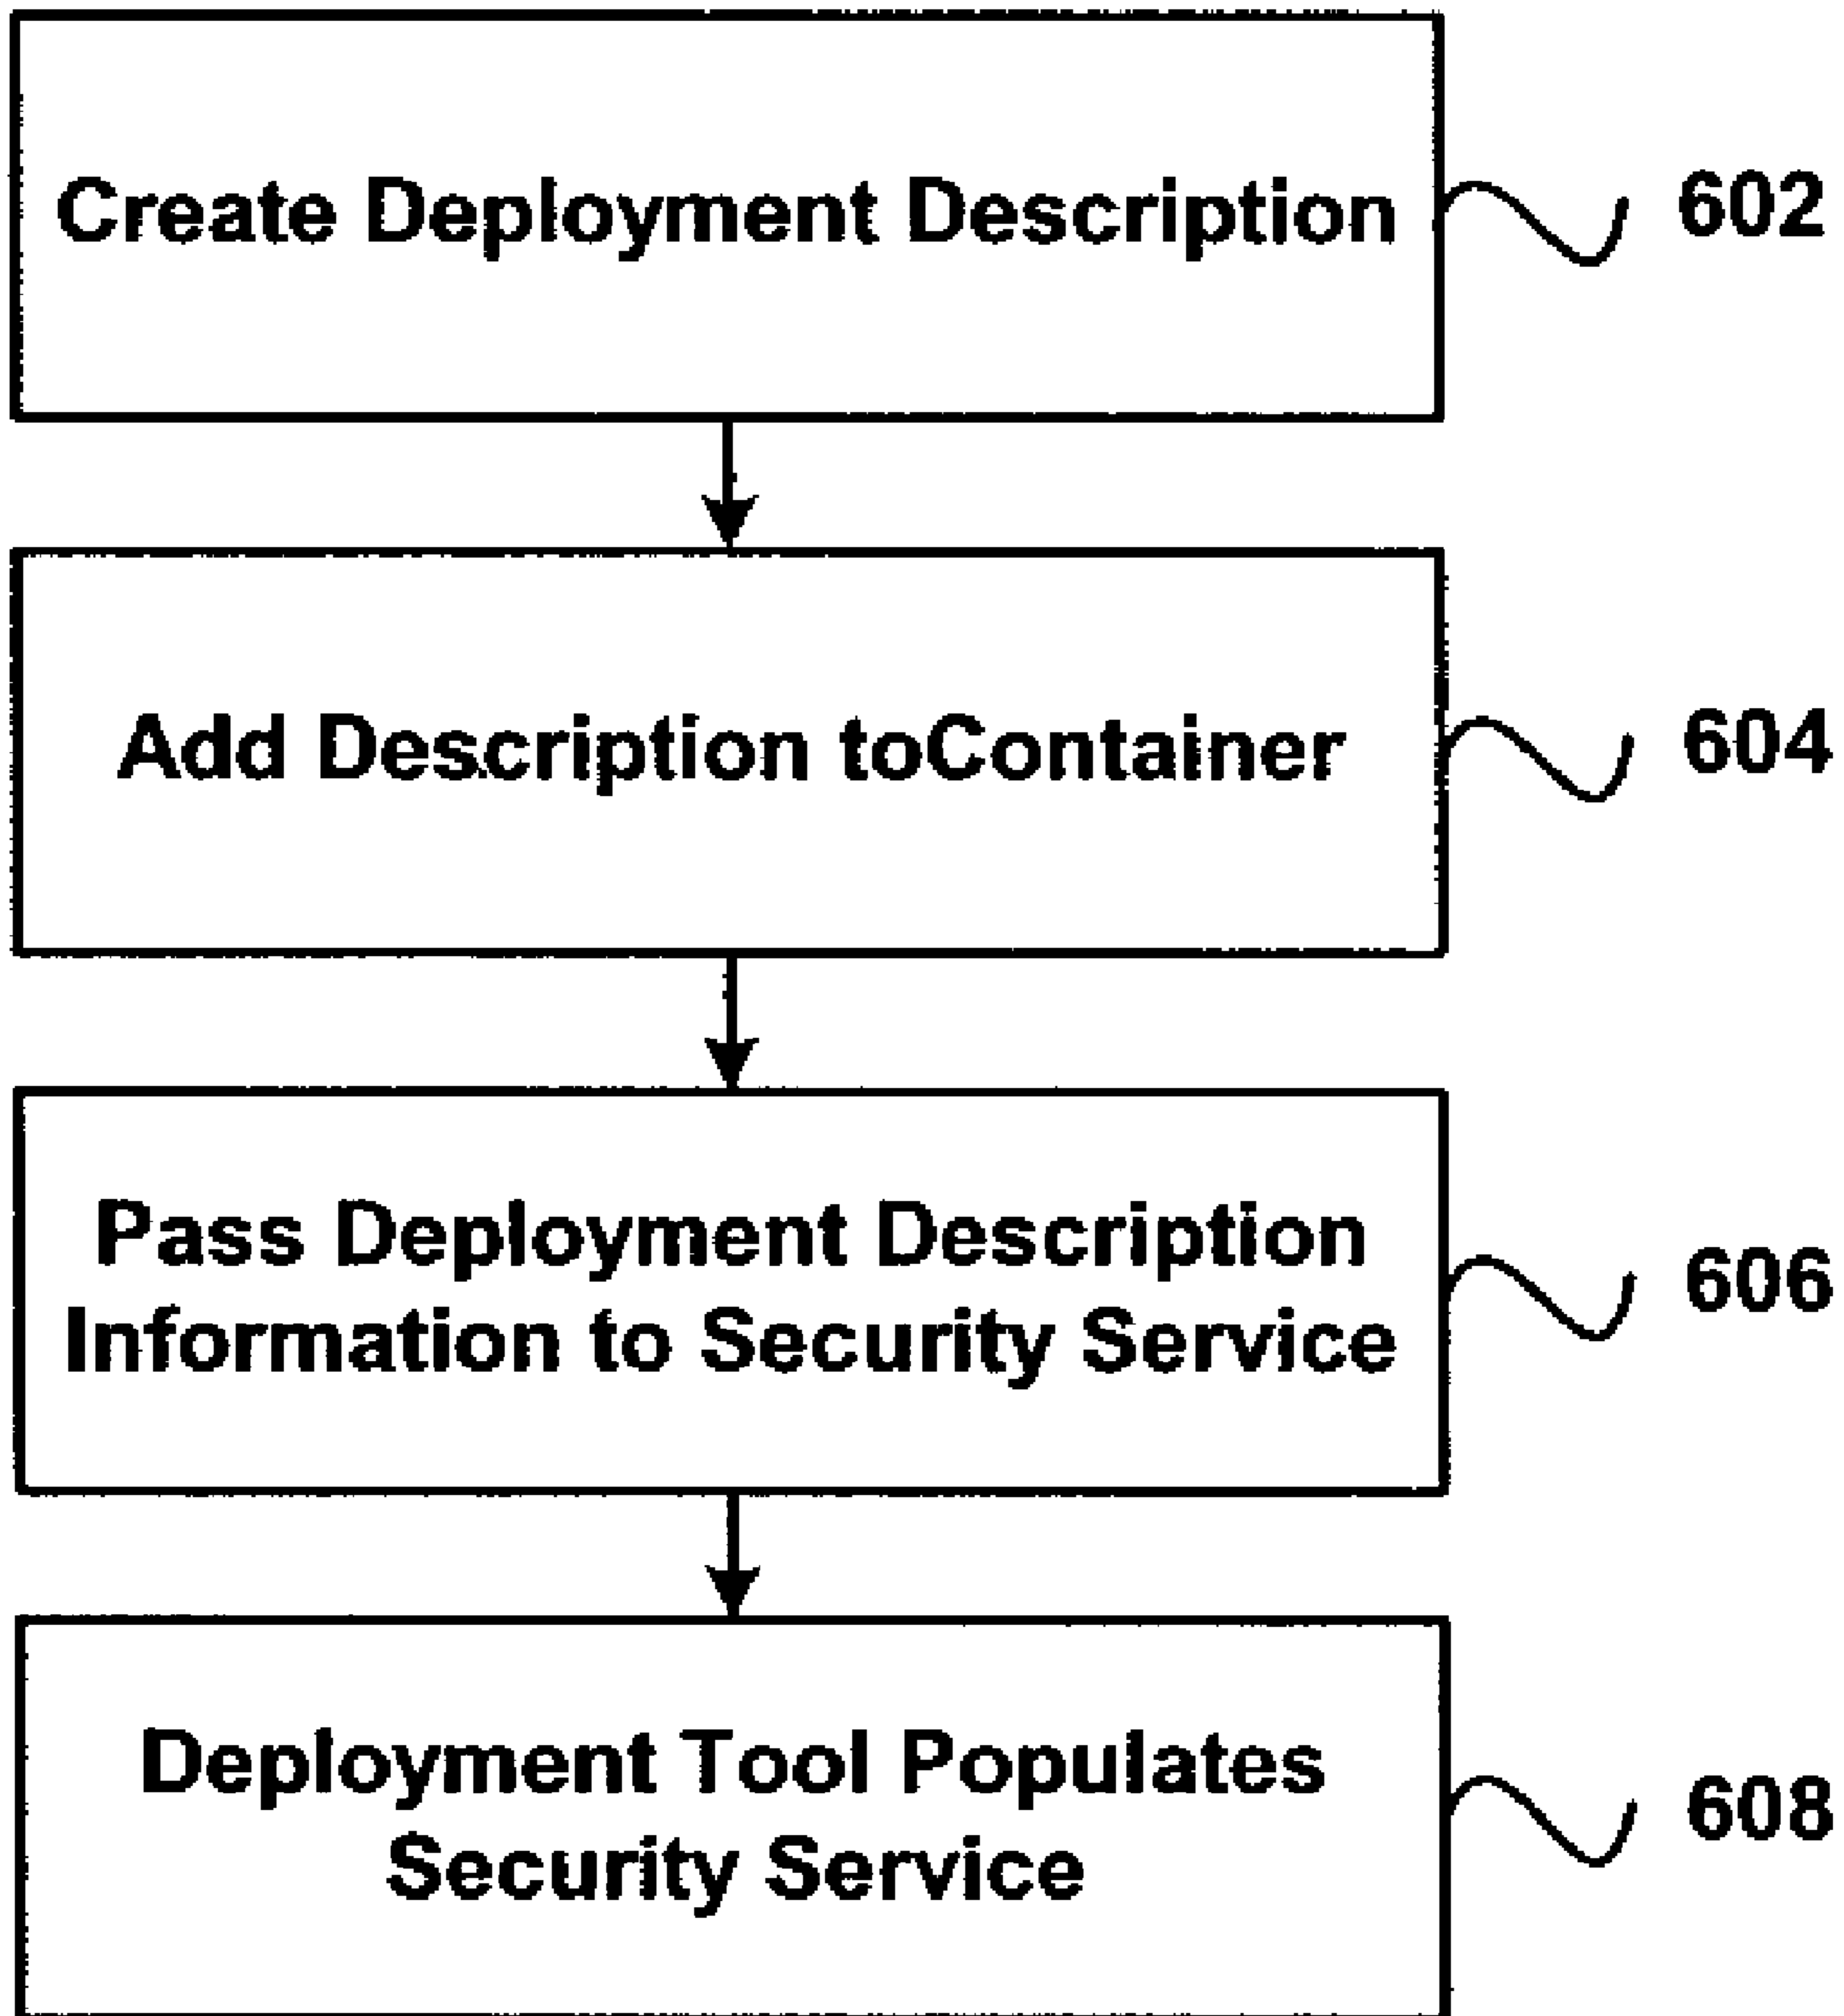 Create Deployment Description
602
Add Description toContainer
604
Pass Deployment Description
Information to Security Service
606
Deployment Tool Populates
Security Service
608